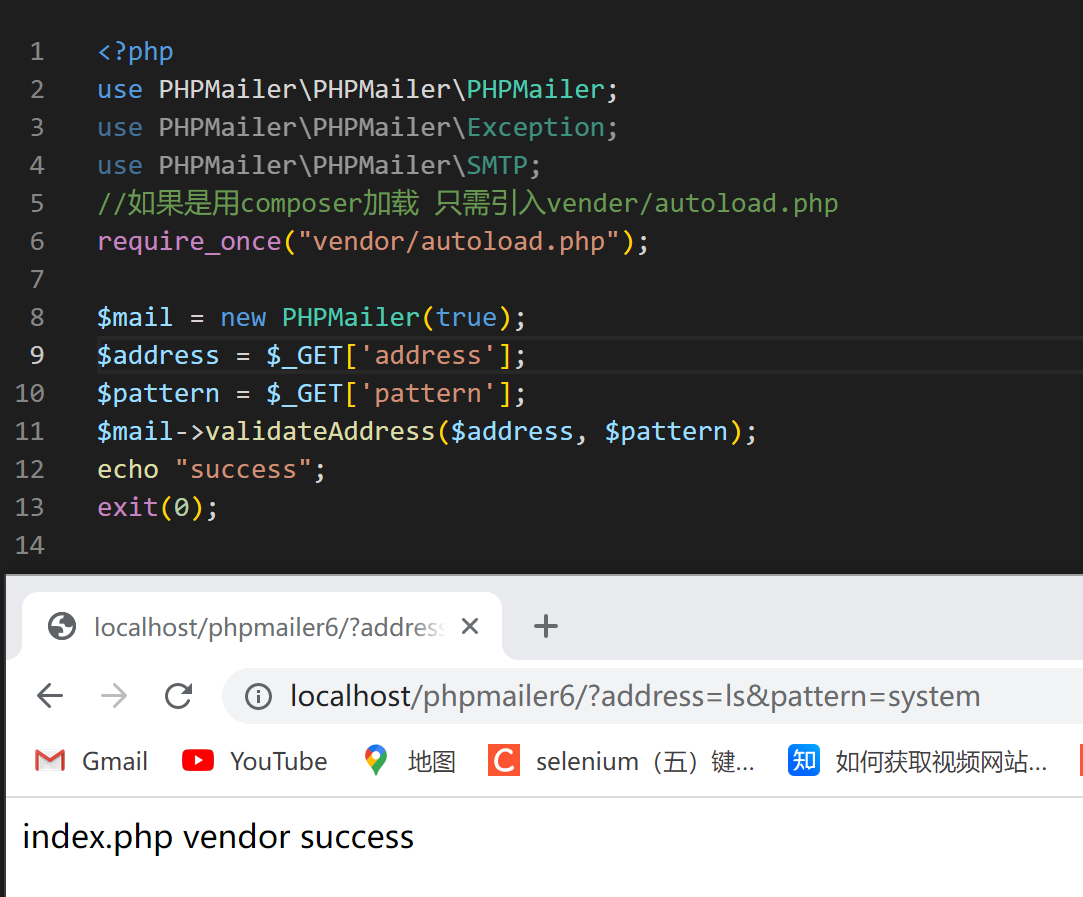 1 <?php
2 use PHPMailer\PHPMailer\PHPMailer;
3 use PHPMailer\PHPMailer\Exception;
4 use PHPMailer\PHPMailer\SMTP;
5 //如果是用composer加载 只需引入vender/autoload.php
6 require_once("vendor/autoload.php");
7
8 $mail = new PHPMailer(true);
9 $address = $_GET['address'];
10 $pattern = $_GET['pattern'];
11 $mail->validateAddress($address, $pattern);
12 echo "success";
13 exit(0);
14
localhost/phpmailer6/?addres
localhost/phpmailer6/?address=ls&pattern=system
Gmail YouTube 地图 C selenium（五）键... 知 如何获取视频网站...
index.php vendor success